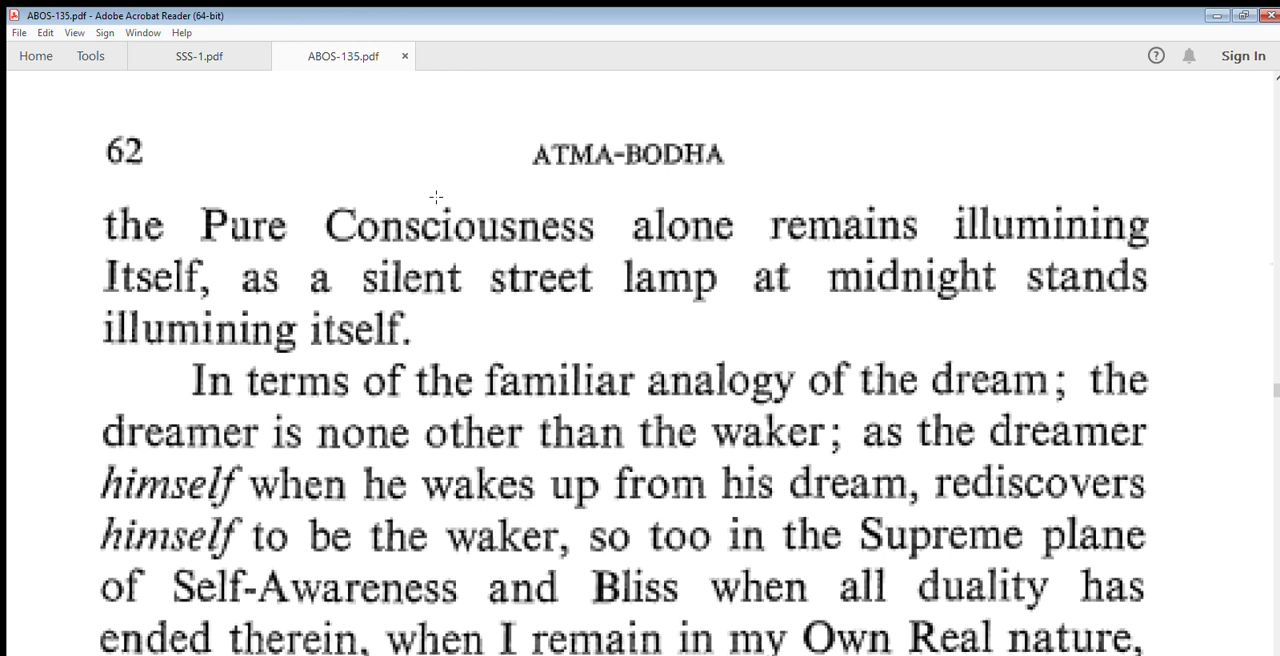 ABOS-135.pdf - Adobe Acrobat Reader (64-bit)
File Edit View Sign Window Help
Home Tools SSS-1.pdf ABOS-135.pdf × ? Sign In
62 ATMA-BODHA
the Pure Consciousness alone remains illumining
Itself, as a silent street lamp at midnight stands
illumining itself.
In terms of the familiar analogy of the dream; the
dreamer is none other than the waker; as the dreamer
himself when he wakes up from his dream, rediscovers
himself to be the waker, so too in the Supreme plane
of Self-Awareness and Bliss when all duality has
ended therein, when I remain in my Own Real nature,